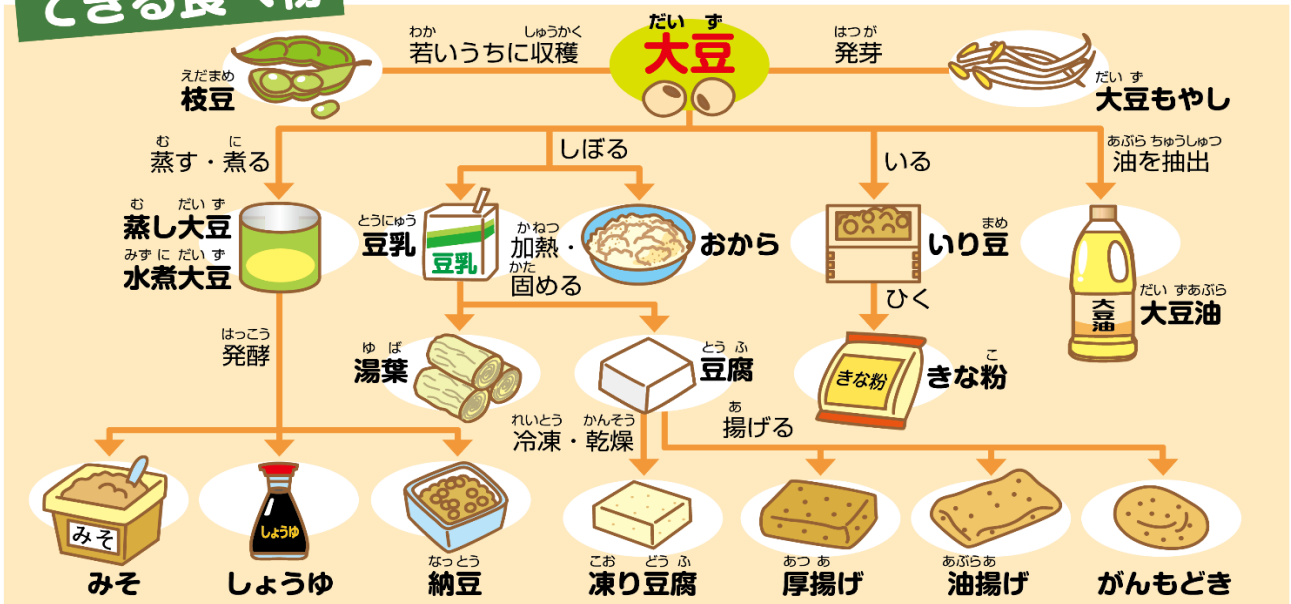 できる食べ物
だいず
大豆
わか しゅうかく
若いうちに収穫
はつが
発芽
えだまめ
枝豆
だいず
大豆もやし
む に
蒸す・煮る
しぼる
いる
あぶら ちゅうしゅつ
油を抽出
む だいず
蒸し大豆
みずに だいず
水煮大豆
とうにゅう
豆乳
豆乳
かねつ
加熱・
かた
固める
おから
まめ
いり豆
だいずあぶら
大豆油
大豆油
はっこう
発酵
ひく
ゆば
湯葉
とうふ
豆腐
こ
きな粉
きな粉
れいとう かんそう
冷凍・乾燥
あ
揚げる
みそ
しょうゆ
みそ
しょうゆ
なっとう
納豆
こお どうふ
凍り豆腐
あつ あ
厚揚げ
あぶらあ
油揚げ
がんもどき